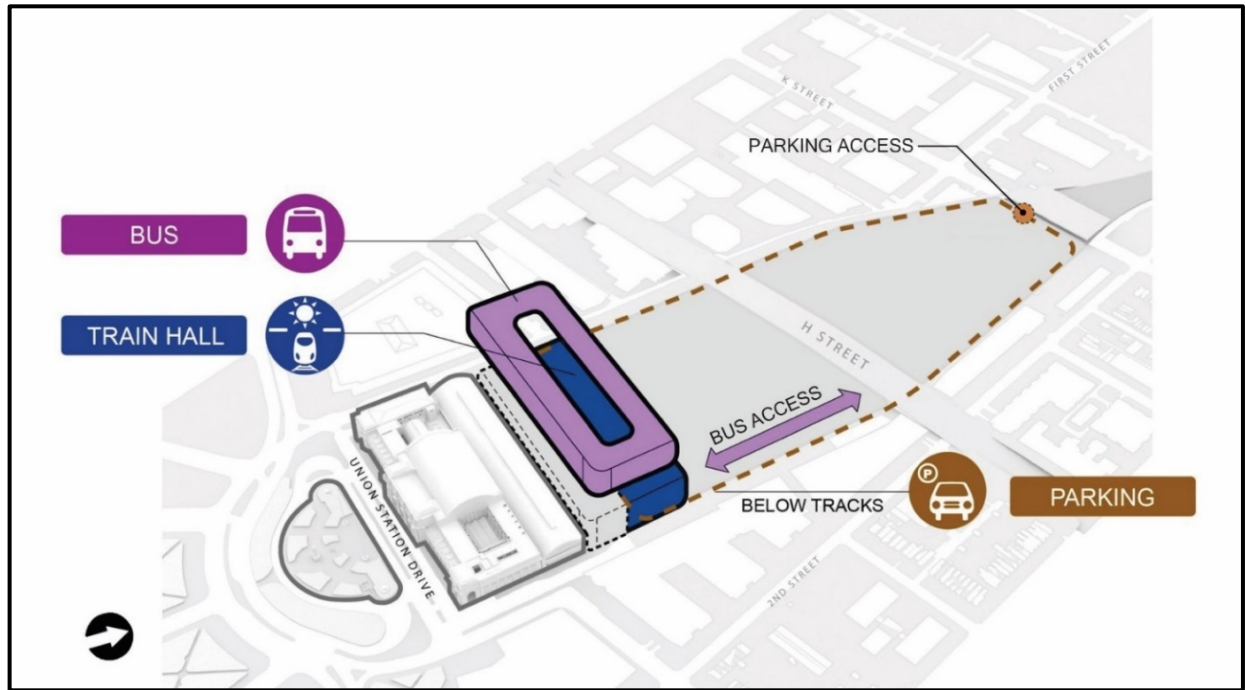 K STREET
FIRST STREET
PARKING ACCESS
BUS
TRAIN HALL
H STREET
BUS ACCESS
UNION STATION DRIVE
BELOW TRACKS
P
PARKING
2ND STREET